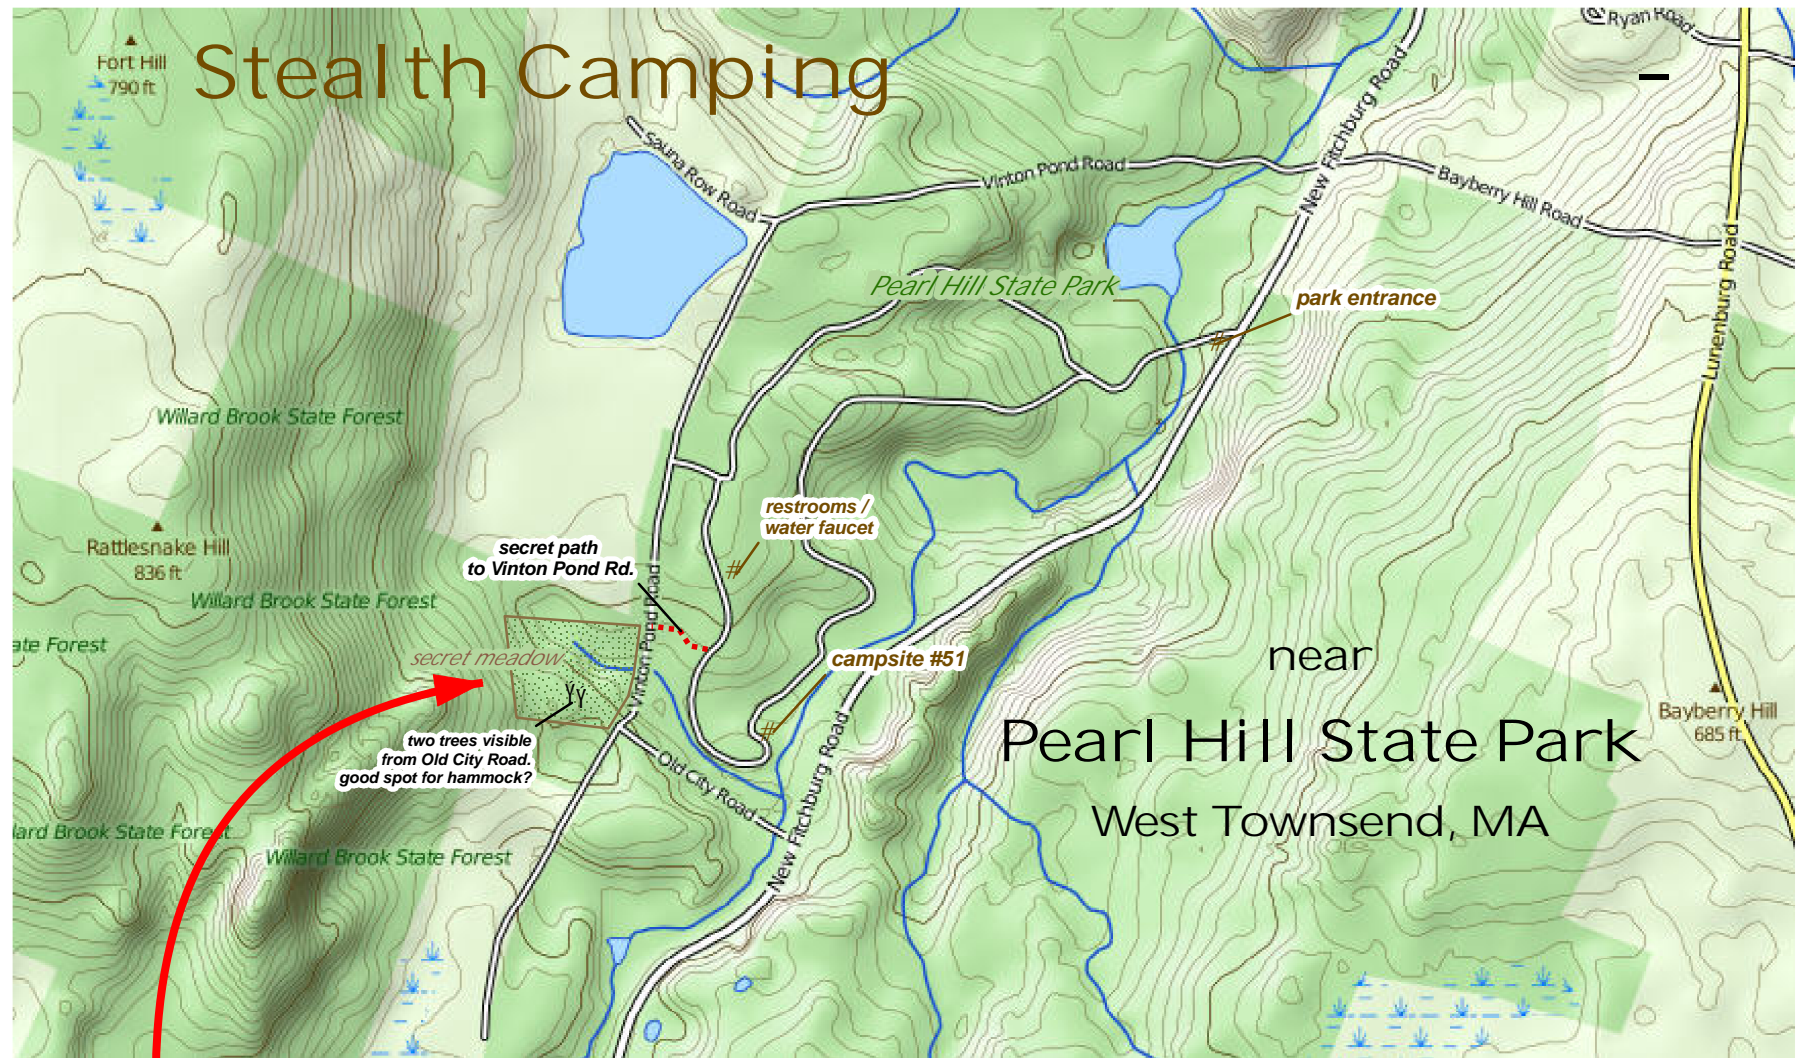 Stealth Camping
Fort Hill
790 ft
Ryan Road
New Fitchburg Road
Sauna Row Road
Vinton Pond Road
Bayberry Hill Road
Lunenburg Road
Pearl Hill State Park
park entrance
Willard Brook State Forest
restrooms /
water faucet
Rattlesnake Hill
836 ft
secret path
to Vinton Pond Rd.
Willard Brook State Forest
Vinton Pond Road
ate Forest
secret meadow
campsite #51
near
Pearl Hill State Park
West Townsend, MA
Bayberry Hill
685 ft
two trees visible
from Old City Road.
good spot for hammock?
Old City Road
New Fitchburg Road
lard Brook State Forest
Willard Brook State Forest